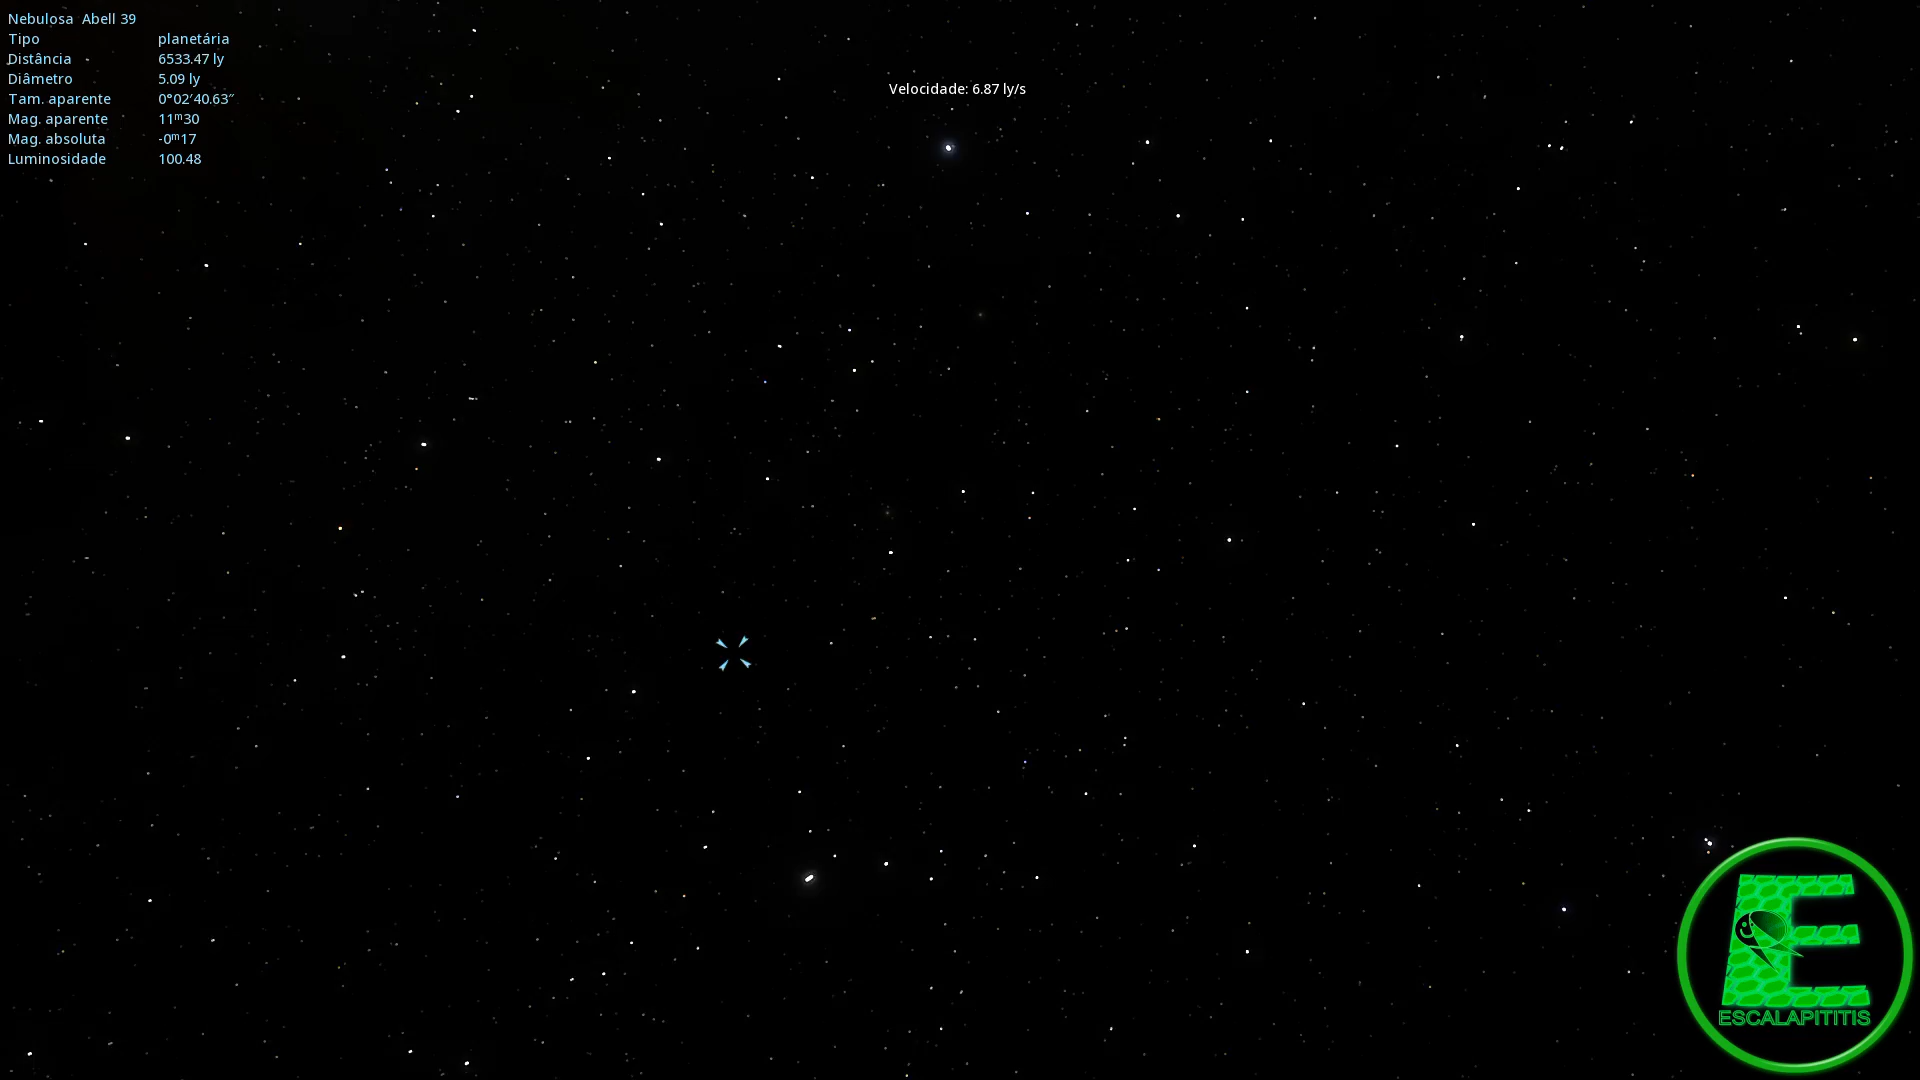 Nebulosa  Abell 39
Tipo planetária
Distância 6533.47 ly
Diâmetro 5.09 ly
Tam. aparente 0°02′40.63″
Mag. aparente 11ᵐ30
Mag. absoluta -0ᵐ17
Luminosidade 100.48
Velocidade: 6.87 ly/s
E
ESCALAPITITIS